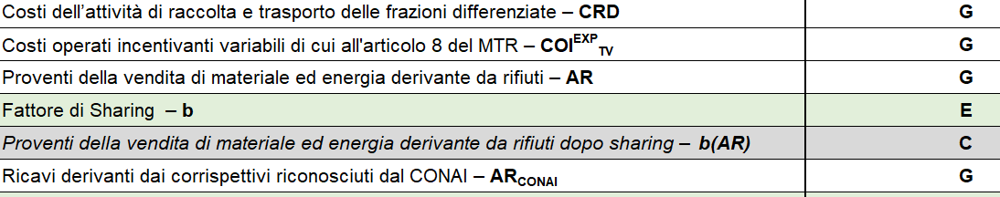 Costi dell’attività di raccolta e trasporto delle frazioni differenziate – CRD G
Costi operati incentivanti variabili di cui all'articolo 8 del MTR – COI EXP TV G
Proventi della vendita di materiale ed energia derivante da rifiuti – AR G
Fattore di Sharing – b E
Proventi della vendita di materiale ed energia derivante da rifiuti dopo sharing – b(AR) C
Ricavi derivanti dai corrispettivi riconosciuti dal CONAI – AR CONAI G